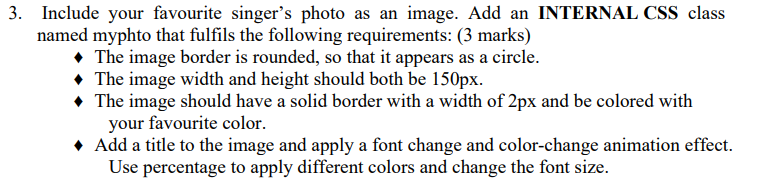 3. Include your favourite singer's photo as an image. Add an INTERNAL CSS class
named myphto that fulfils the following requirements: (3 marks)
♦ The image border is rounded, so that it appears as a circle.
♦ The image width and height should both be 150px.
♦ The image should have a solid border with a width of 2px and be colored with
your favourite color.
♦ Add a title to the image and apply a font change and color-change animation effect.
Use percentage to apply different colors and change the font size.